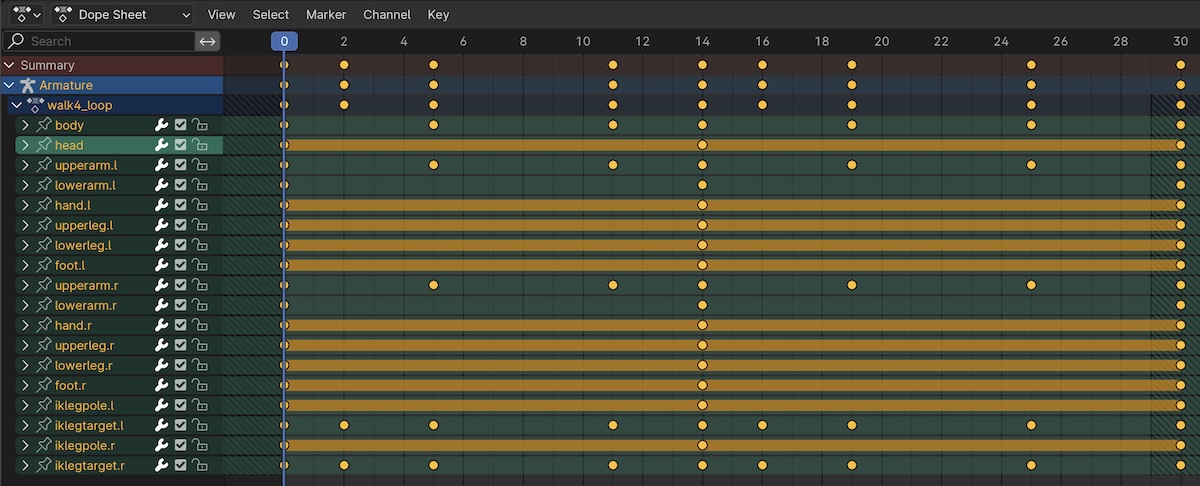 Dope Sheet View Select Marker Channel Key
Search 0 2 4 6 8 10 12 14 16 18 20 22 24 26 28 30
Summary
Armature
walk4_loop
body
head
upperarm.l
lowerarm.l
hand.l
upperleg.l
lowerleg.l
foot.l
upperarm.r
lowerarm.r
hand.r
upperleg.r
lowerleg.r
foot.r
iklegpole.l
iklegtarget.l
iklegpole.r
iklegtarget.r